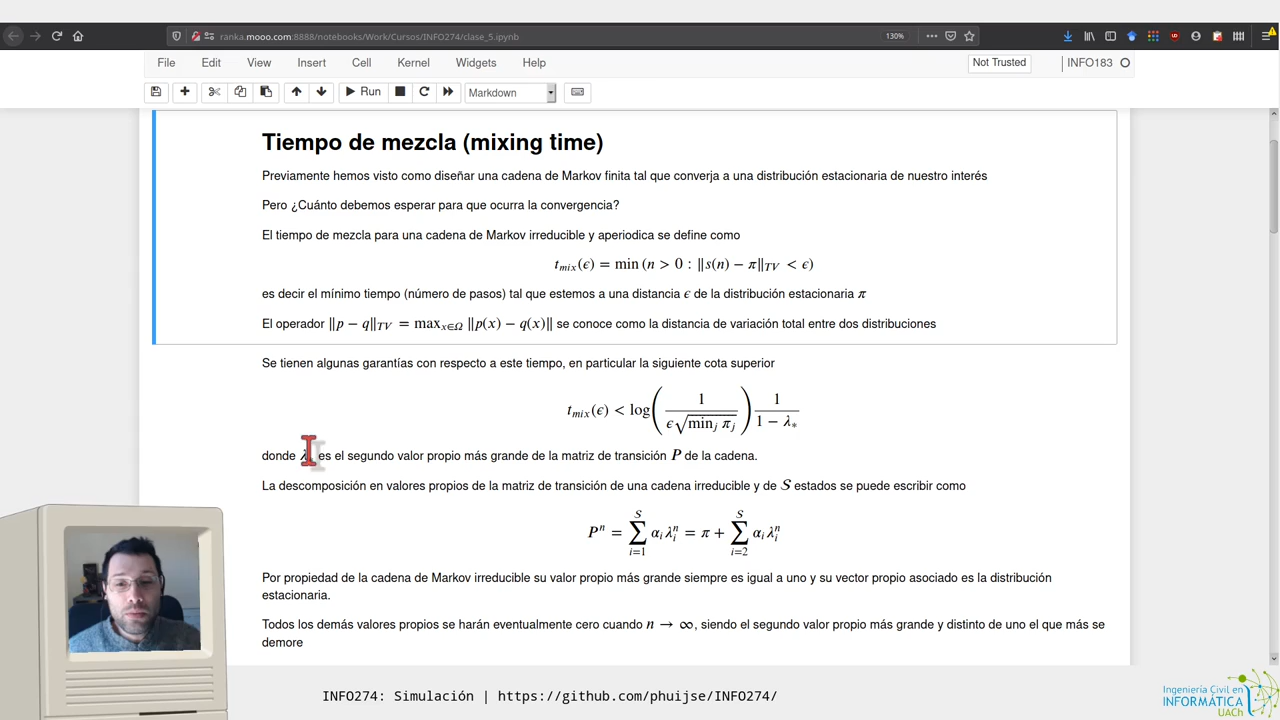 ranka.mooo.com:8888/notebooks/Work/Cursos/INFO274/clase_5.ipynb
130%
File Edit View Insert Cell Kernel Widgets Help
Not Trusted
INFO183
Run
Markdown
Tiempo de mezcla (mixing time)
Previamente hemos visto como diseñar una cadena de Markov finita tal que converja a una distribución estacionaria de nuestro interés
Pero ¿Cuánto debemos esperar para que ocurra la convergencia?
El tiempo de mezcla para una cadena de Markov irreducible y aperiodica se define como
t_mix(ϵ) = min (n > 0 : ‖s(n) − π‖_TV < ϵ)
es decir el mínimo tiempo (número de pasos) tal que estemos a una distancia ϵ de la distribución estacionaria π
El operador ‖p − q‖_TV = max_x∈Ω ‖p(x) − q(x)‖ se conoce como la distancia de variación total entre dos distribuciones
Se tienen algunas garantías con respecto a este tiempo, en particular la siguiente cota superior
t_mix(ϵ) < log(1 / (ϵ√(min_j π_j))) 1 / (1 − λ_*)
donde λ es el segundo valor propio más grande de la matriz de transición P de la cadena.
La descomposición en valores propios de la matriz de transición de una cadena irreducible y de S estados se puede escribir como
P^n = ∑_{i=1}^{S} α_i λ_i^n = π + ∑_{i=2}^{S} α_i λ_i^n
Por propiedad de la cadena de Markov irreducible su valor propio más grande siempre es igual a uno y su vector propio asociado es la distribución
estacionaria.
Todos los demás valores propios se harán eventualmente cero cuando n → ∞, siendo el segundo valor propio más grande y distinto de uno el que más se
demore
INFO274: Simulación | https://github.com/phuijse/INFO274/
Ingeniería Civil en
INFORMÁTICA
UACh